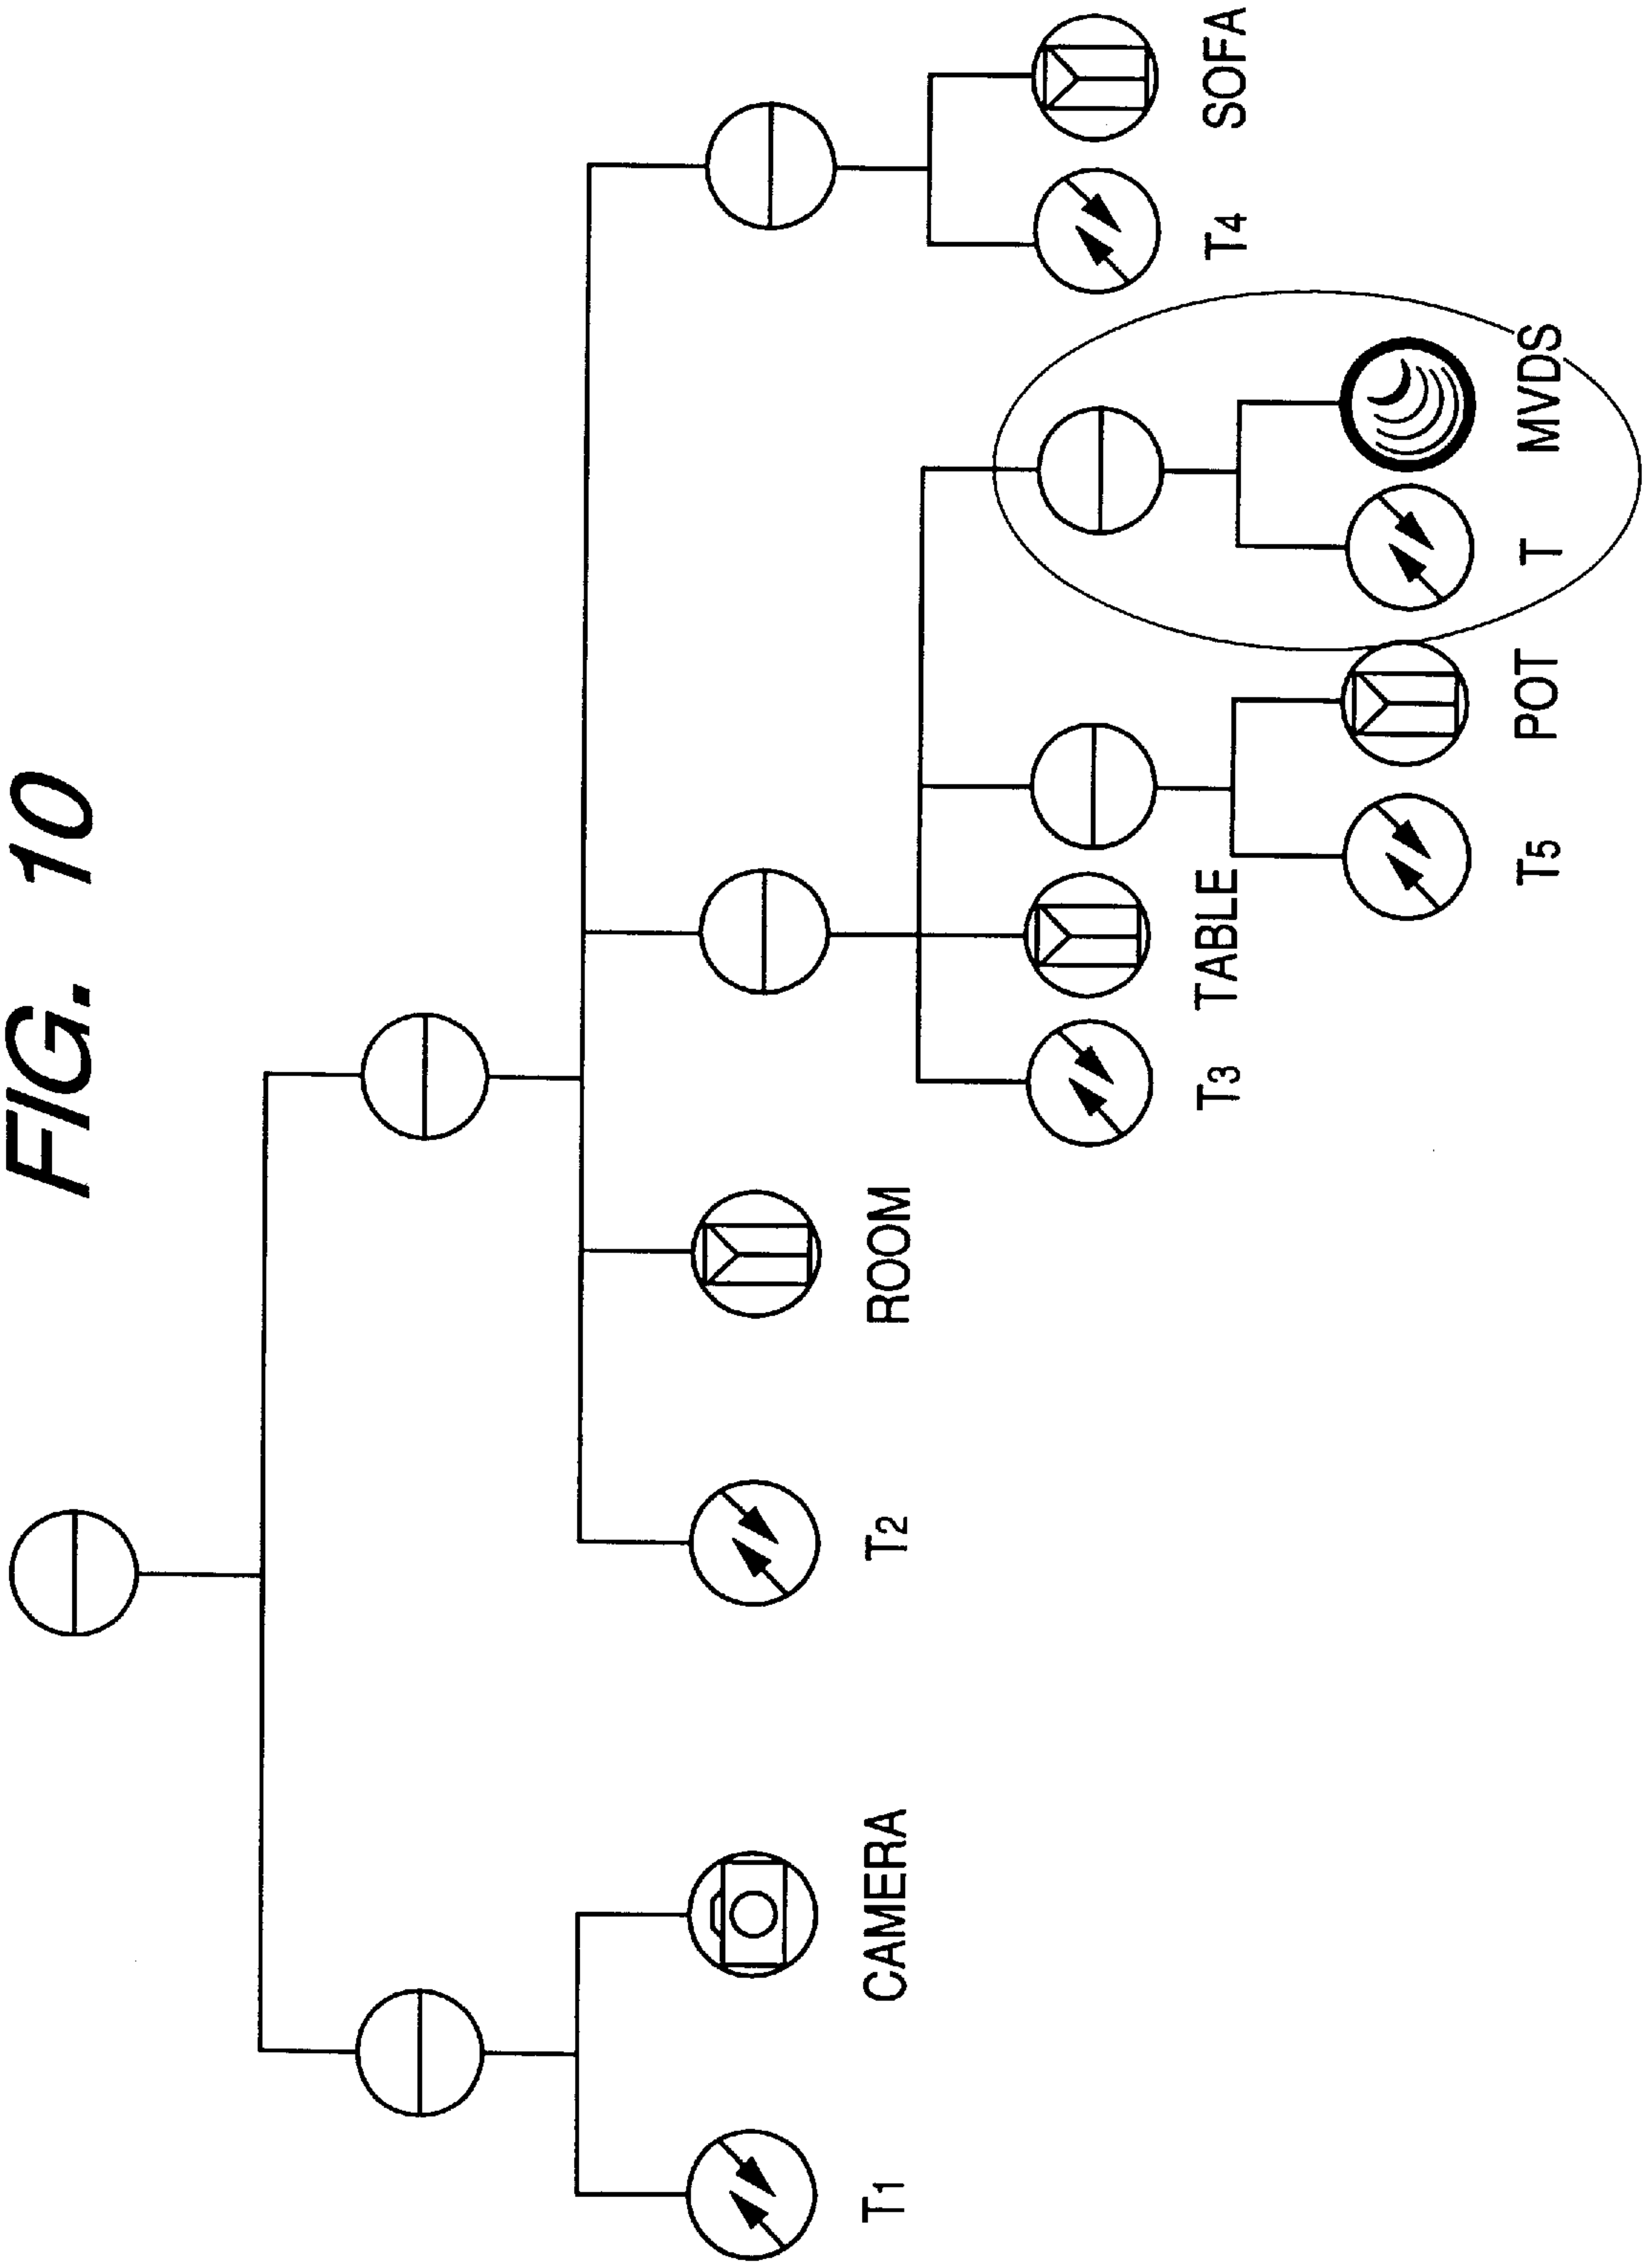 FIG. 10
T1 CAMERA T2 ROOM
T3 TABLE T4 SOFA
T5 POT T MVDS